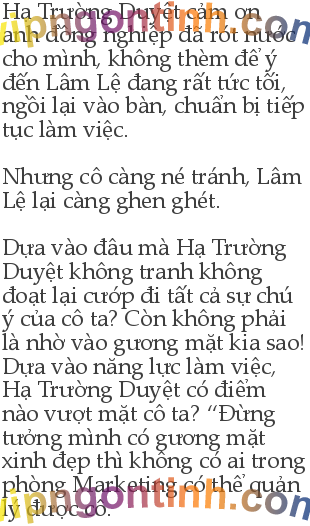 Hạ Trường Duyệt cảm ơn
anh đồng nghiệp đã rót nước
cho mình, không thèm để ý
đến Lâm Lệ đang rất tức tối,
ngồi lại vào bàn, chuẩn bị tiếp
tục làm việc.
Nhưng cô càng né tránh, Lâm
Lệ lại càng ghen ghét.
Dựa vào đâu mà Hạ Trường
Duyệt không tranh không
đoạt lại cướp đi tất cả sự chú
ý của cô ta? Còn không phải
là nhờ vào gương mặt kia sao!
Dựa vào năng lực làm việc,
Hạ Trường Duyệt có điểm
nào vượt mặt cô ta? “Đừng
tưởng mình có gương mặt
xinh đẹp thì không có ai trong
phòng Marketing có thể quản
lý được cô.
vipngontinh.com
vipngontinh.com